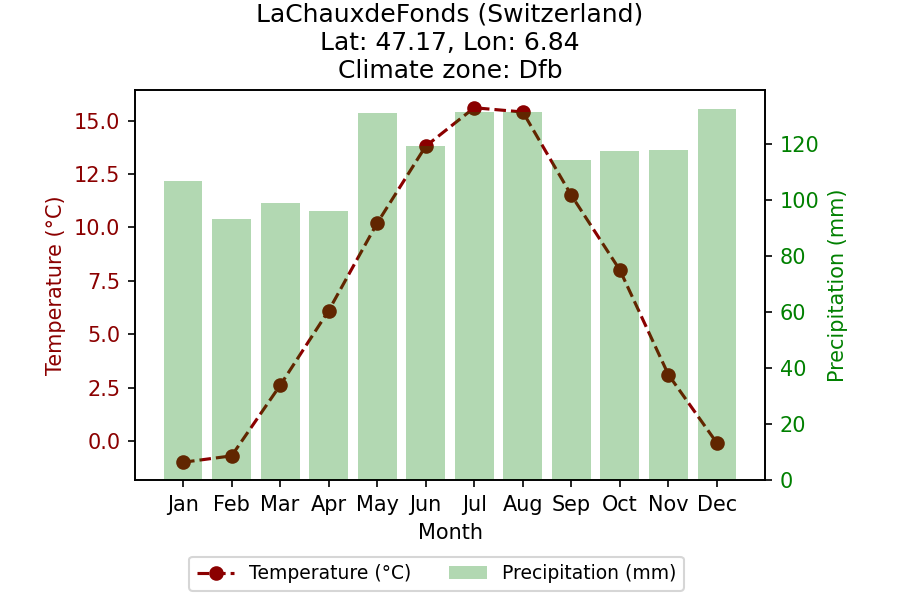 LaChauxdeFonds (Switzerland)
Lat: 47.17, Lon: 6.84
Climate zone: Dfb
Temperature (°C)
15.0
12.5
10.0
7.5
5.0
2.5
0.0
120
100
80
60
40
20
0
Precipitation (mm)
Jan Feb Mar Apr May Jun Jul Aug Sep Oct Nov Dec
Month
Temperature (°C) Precipitation (mm)